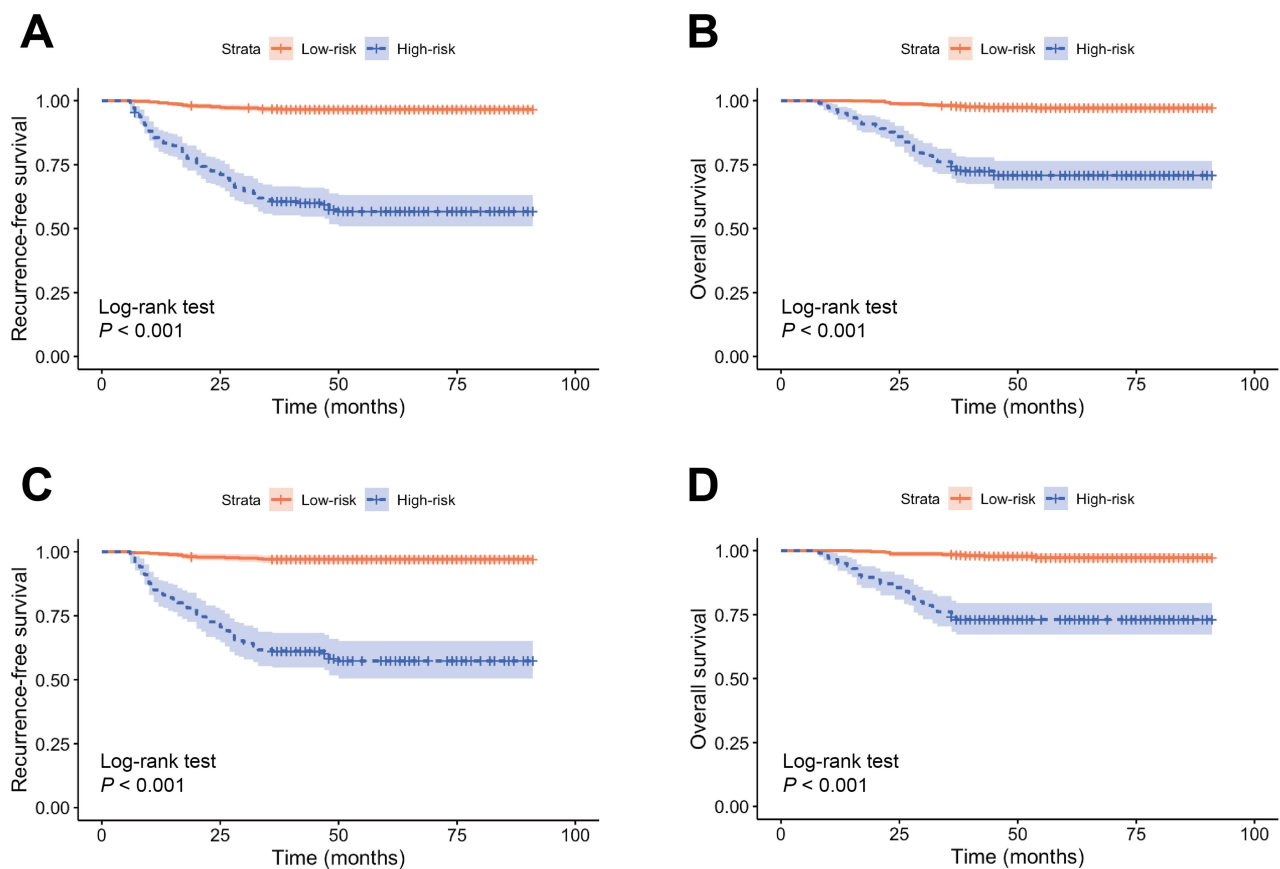 A
Strata Low-risk High-risk
Recurrence-free survival
1.00
0.75
0.50
0.25
0.00
Log-rank test
P < 0.001
0 25 50 75 100
Time (months)
B
Strata Low-risk High-risk
Overall survival
1.00
0.75
0.50
0.25
0.00
Log-rank test
P < 0.001
0 25 50 75 100
Time (months)
C
Strata Low-risk High-risk
Recurrence-free survival
1.00
0.75
0.50
0.25
0.00
Log-rank test
P < 0.001
0 25 50 75 100
Time (months)
D
Strata Low-risk High-risk
Overall survival
1.00
0.75
0.50
0.25
0.00
Log-rank test
P < 0.001
0 25 50 75 100
Time (months)